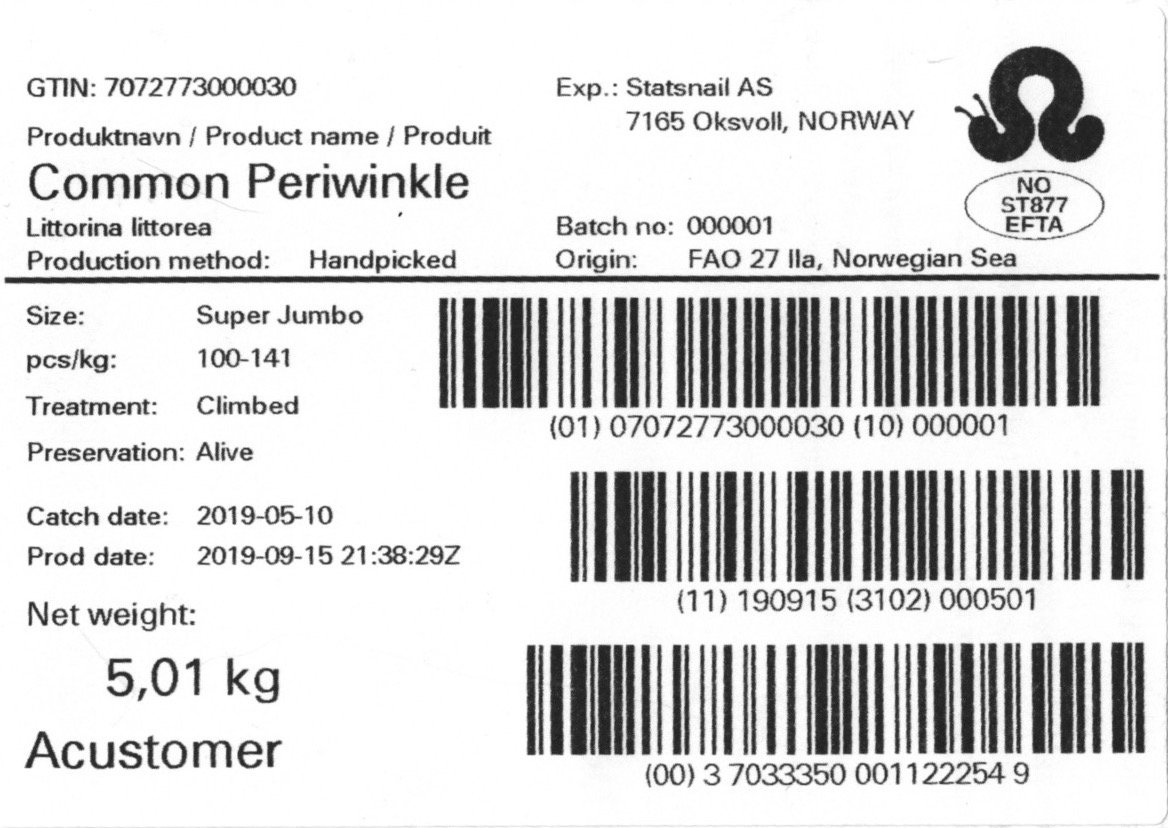 GTIN: 7072773000030
Exp.: Statsnail AS
7165 Oksvoll, NORWAY
Produktnavn / Product name / Produit
Common Periwinkle
NO
ST877
EFTA
Littorina littorea
Batch no: 000001
Production method: Handpicked
Origin: FAO 27 IIa, Norwegian Sea
Size: Super Jumbo
pcs/kg: 100-141
Treatment: Climbed
(01) 07072773000030 (10) 000001
Preservation: Alive
Catch date: 2019-05-10
Prod date: 2019-09-15 21:38:29Z
(11) 190915 (3102) 000501
Net weight:
5,01 kg
Acustomer
(00) 3 7033350 001122254 9